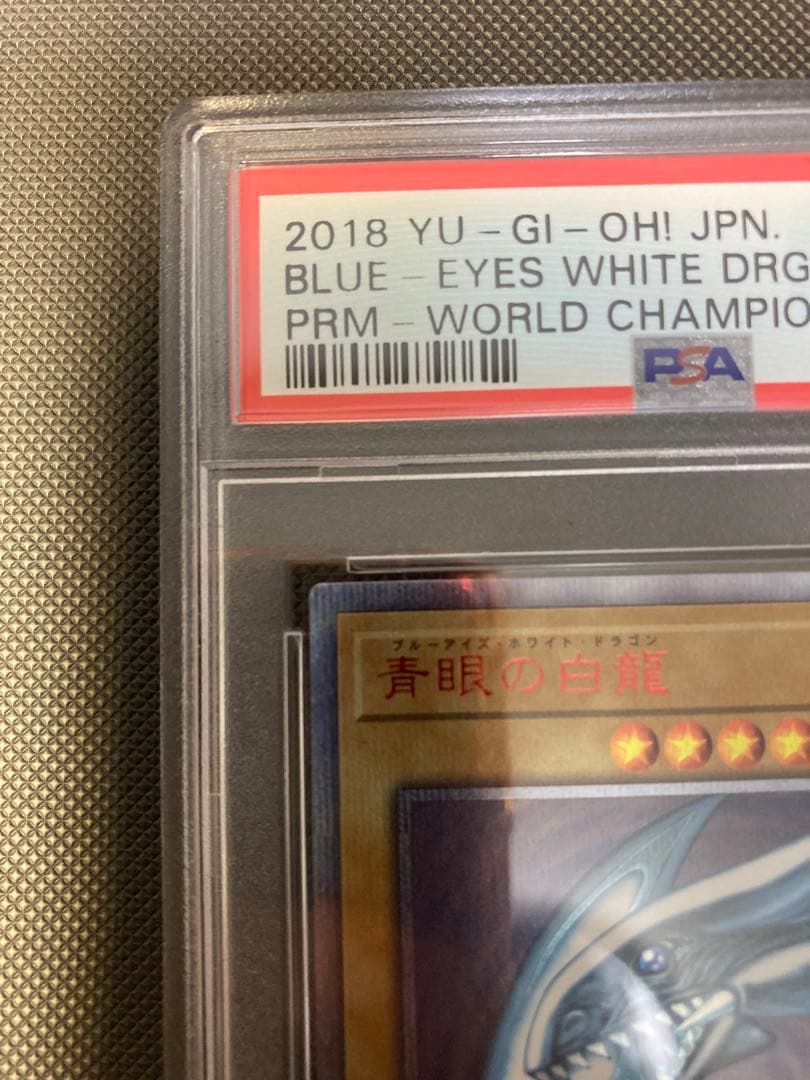 2018 YU-GI-OH! JPN.
BLUE-EYES WHITE DRG
PRM-WORLD CHAMPIO
PSA
ブルーアイズ・ホワイト・ドラゴン
青眼の白龍